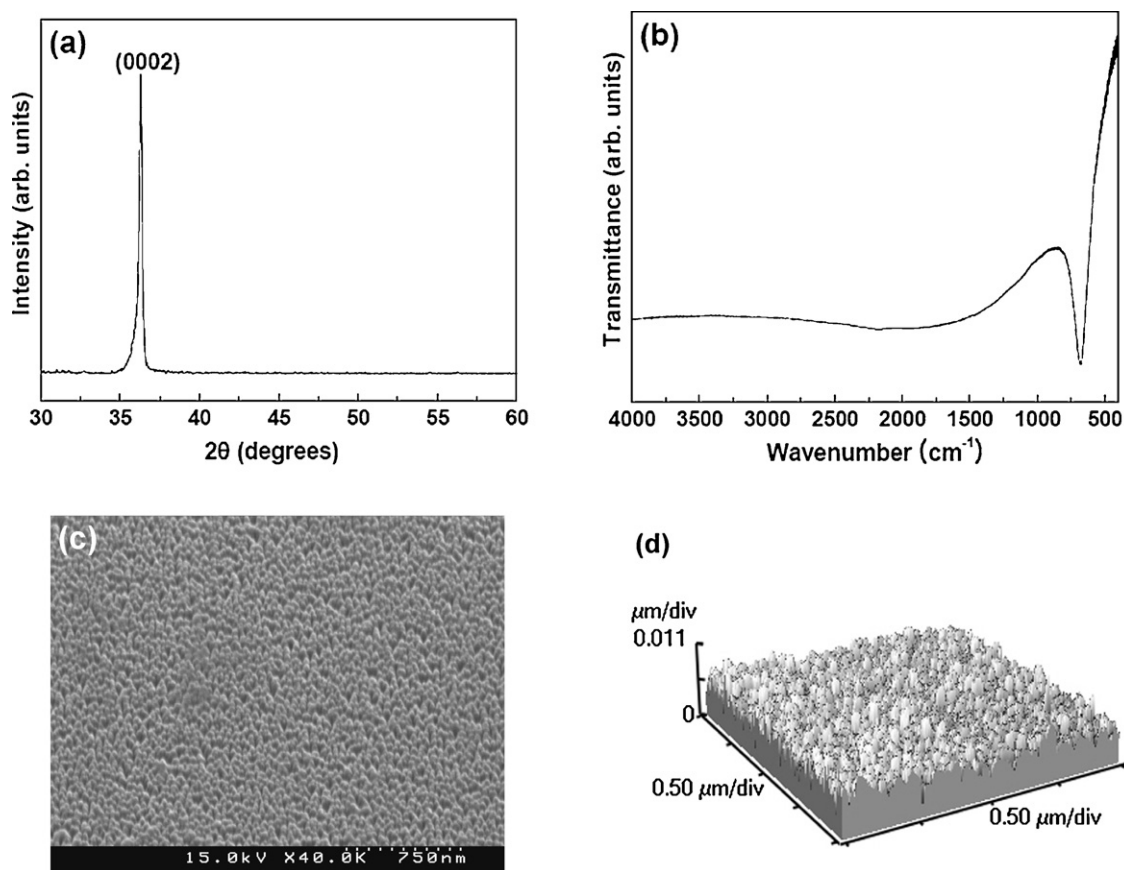 (a)
(0002)
Intensity (arb. units)
30 35 40 45 50 55 60
2θ (degrees)
(b)
Transmittance (arb. units)
4000 3500 3000 2500 2000 1500 1000 500
Wavenumber (cm-1)
(c)
15.0kV X40.0K 750nm
(d)
µm/div
0.011
0
0.50 µm/div
0.50 µm/div